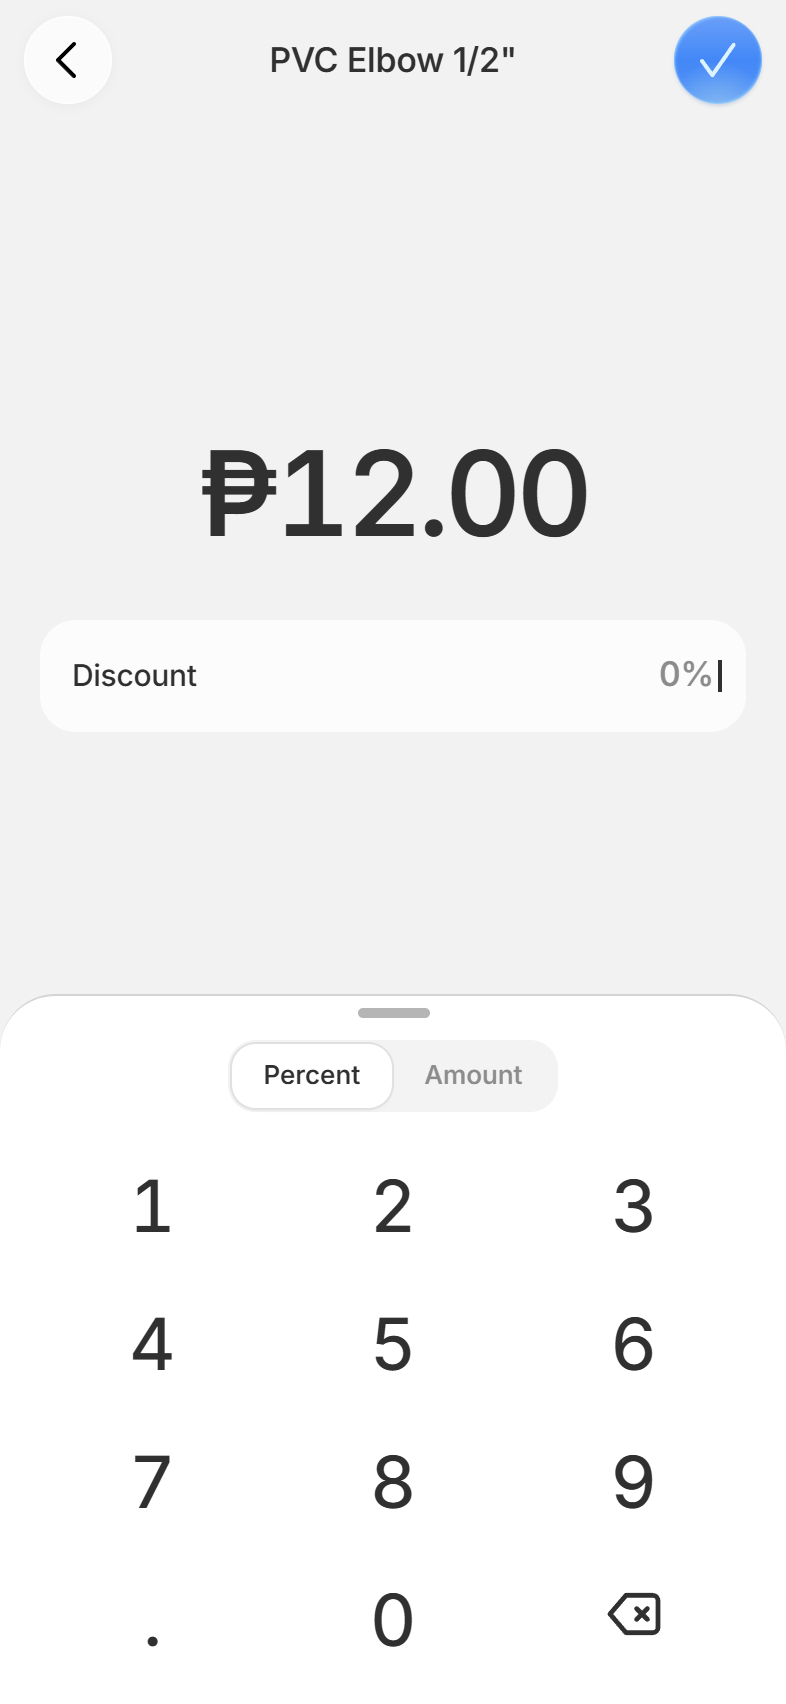 PVC Elbow 1/2"
₱12.00
Discount 0%
Percent Amount
1 2 3
4 5 6
7 8 9
. 0